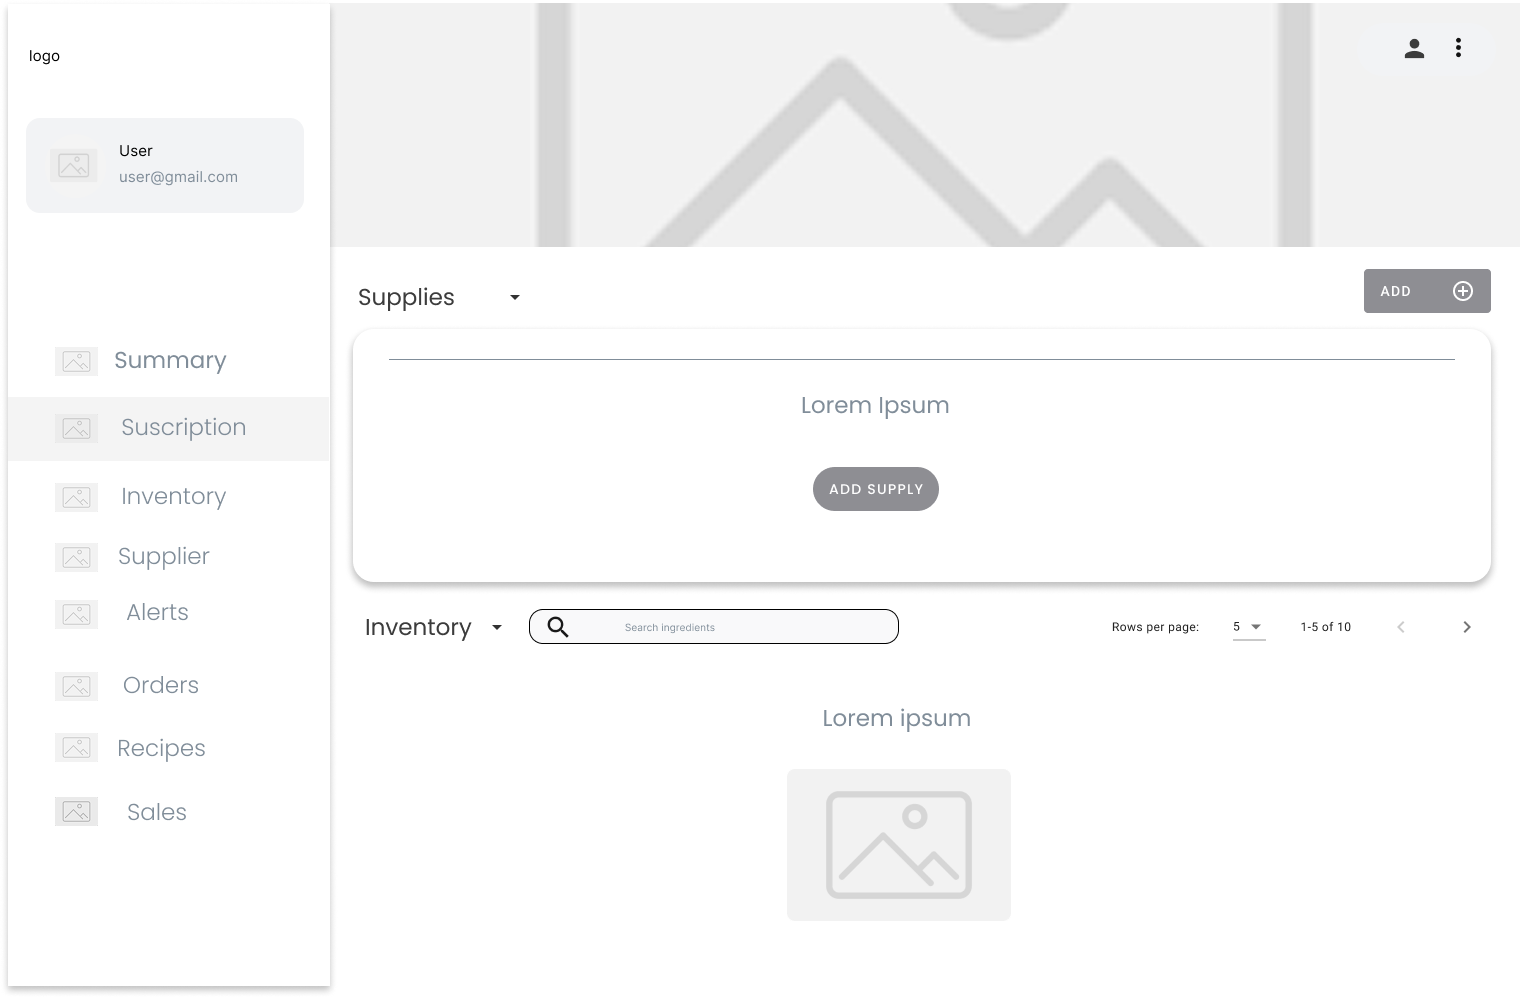 logo
User
user@gmail.com
Summary
Suscription
Inventory
Supplier
Alerts
Orders
Recipes
Sales
Supplies
ADD
Lorem Ipsum
ADD SUPPLY
Inventory
Search ingredients
Rows per page: 5 1-5 of 10
Lorem ipsum